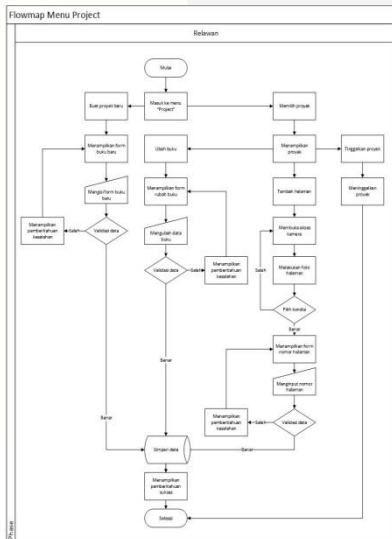 Flowmap Menu Project
Relawan
Mulai
Buat proyek baru
Masuk ke menu
"Project"
Memilih proyek
Menampilkan form
buku baru
Ubah buku
Menampilkan
proyek
Tinggalkan proyek
Mengisi form buku
baru
Menampilkan form
rubah buku
Tambah halaman
Meninggalkan
proyek
Menampilkan
pemberitahuan
kesalahan
Salah
Validasi data
Mengubah data
buku
Membuka akses
kamera
Validasi data
Salah
Menampilkan
pemberitahuan
kesalahan
Salah
Melakukan foto
halaman
Pilih kondisi
Benar
Menampilkan form
nomor halaman
Benar
Menginput nomor
halaman
Benar
Menampilkan
pemberitahuan
kesalahan
Salah
Validasi data
Simpan data
Benar
Menampilkan
pemberitahuan
sukses
Selesai
Phase